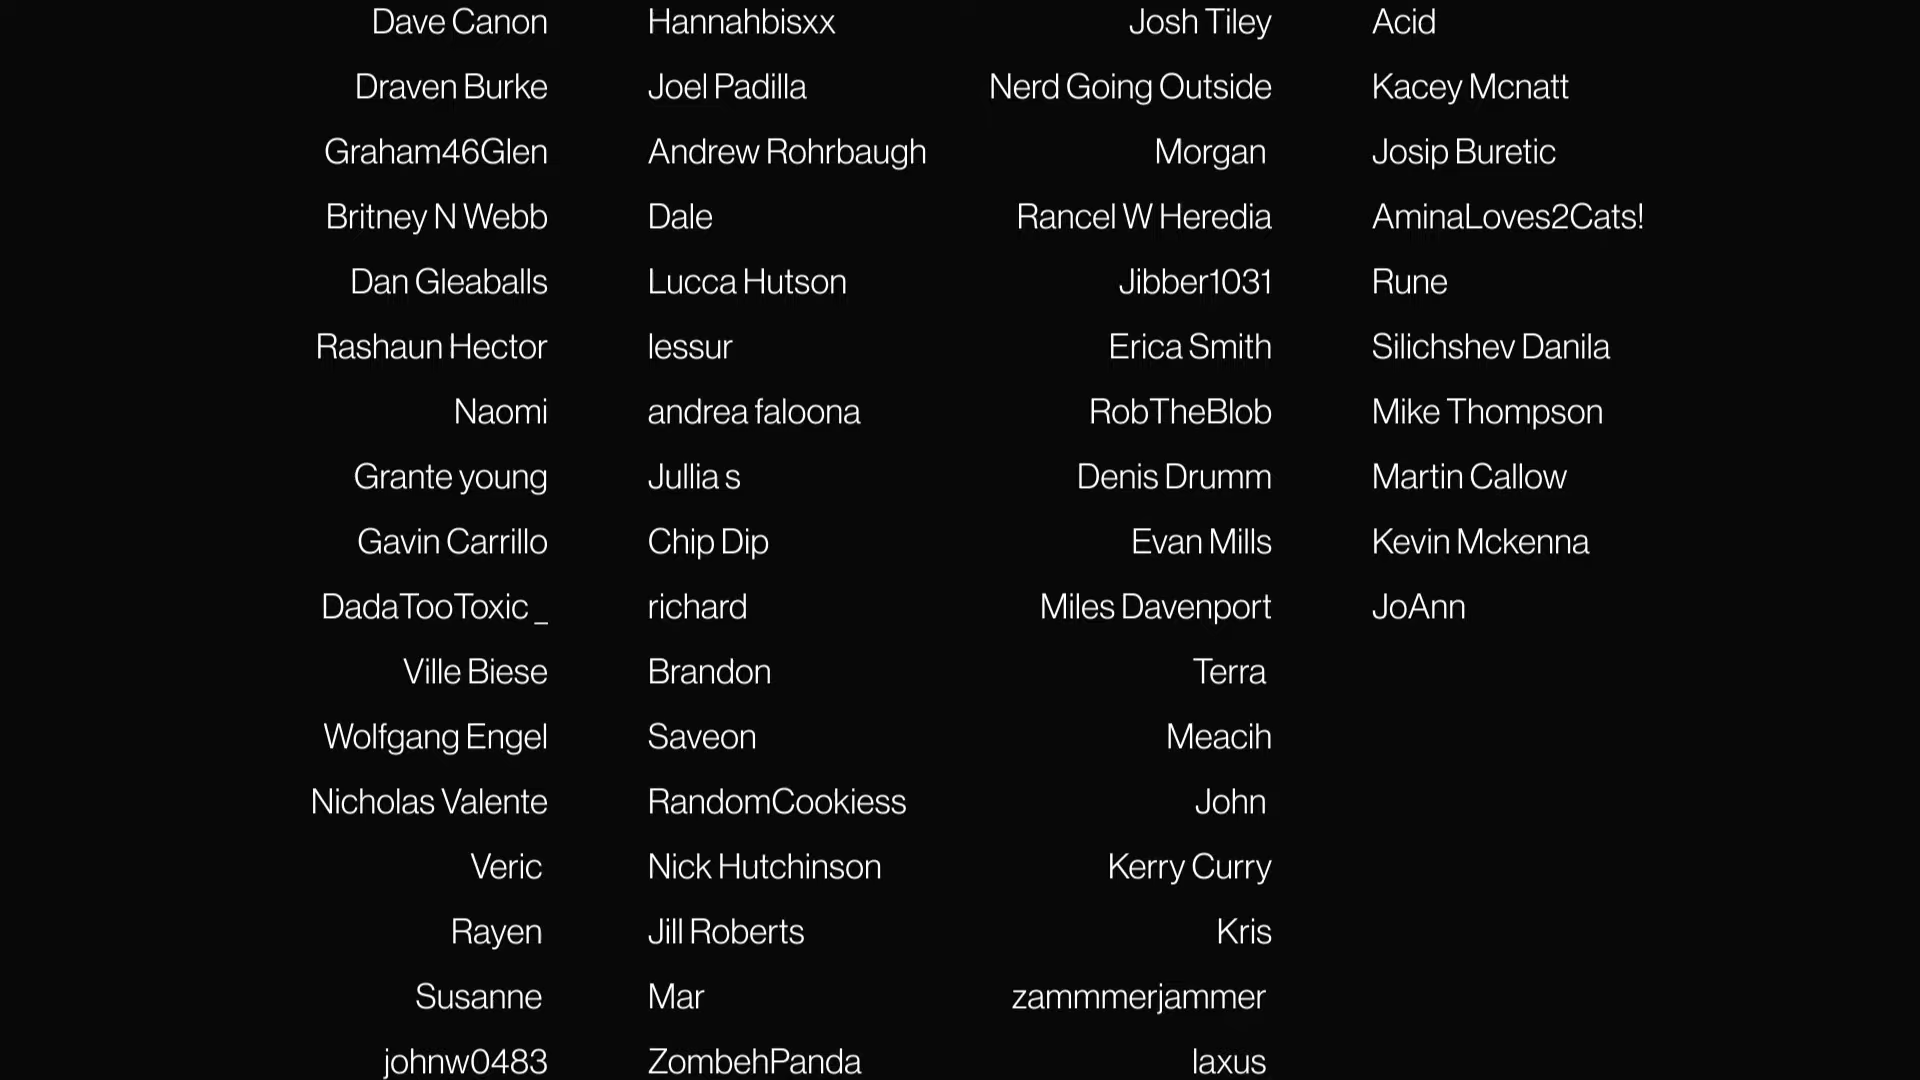 Dave Canon Hannahbisxx Josh Tiley Acid
Draven Burke Joel Padilla Nerd Going Outside Kacey Mcnatt
Graham46Glen Andrew Rohrbaugh Morgan Josip Buretic
Britney N Webb Dale Rancel W Heredia AminaLoves2Cats!
Dan Gleaballs Lucca Hutson Jibber1031 Rune
Rashaun Hector lessur Erica Smith Silichshev Danila
Naomi andrea faloona RobTheBlob Mike Thompson
Grante young Jullia s Denis Drumm Martin Callow
Gavin Carrillo Chip Dip Evan Mills Kevin Mckenna
DadaTooToxic _ richard Miles Davenport JoAnn
Ville Biese Brandon Terra
Wolfgang Engel Saveon Meacih
Nicholas Valente RandomCookiess John
Veric Nick Hutchinson Kerry Curry
Rayen Jill Roberts Kris
Susanne Mar zammmerjammer
johnw0483 ZombehPanda laxus